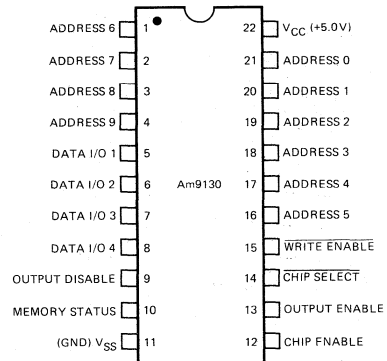 ADDRESS 6 1 22 VCC (+5.0V)
ADDRESS 7 2 21 ADDRESS 0
ADDRESS 8 3 20 ADDRESS 1
ADDRESS 9 4 19 ADDRESS 2
DATA I/O 1 5 18 ADDRESS 3
DATA I/O 2 6 Am9130 17 ADDRESS 4
DATA I/O 3 7 16 ADDRESS 5
DATA I/O 4 8 15 WRITE ENABLE
OUTPUT DISABLE 9 14 CHIP SELECT
MEMORY STATUS 10 13 OUTPUT ENABLE
(GND) VSS 11 12 CHIP FNABLE